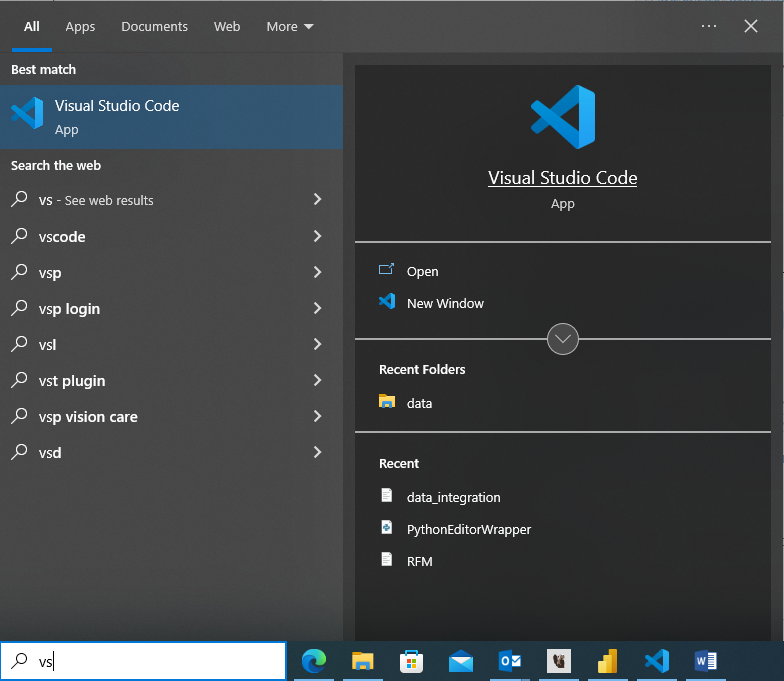 All Apps Documents Web More
Best match
Visual Studio Code
App
Search the web
vs - See web results
vscode
vsp
vsp login
vsl
vst plugin
vsp vision care
vsd
Visual Studio Code
App
Open
New Window
Recent Folders
data
Recent
data_integration
PythonEditorWrapper
RFM
vs